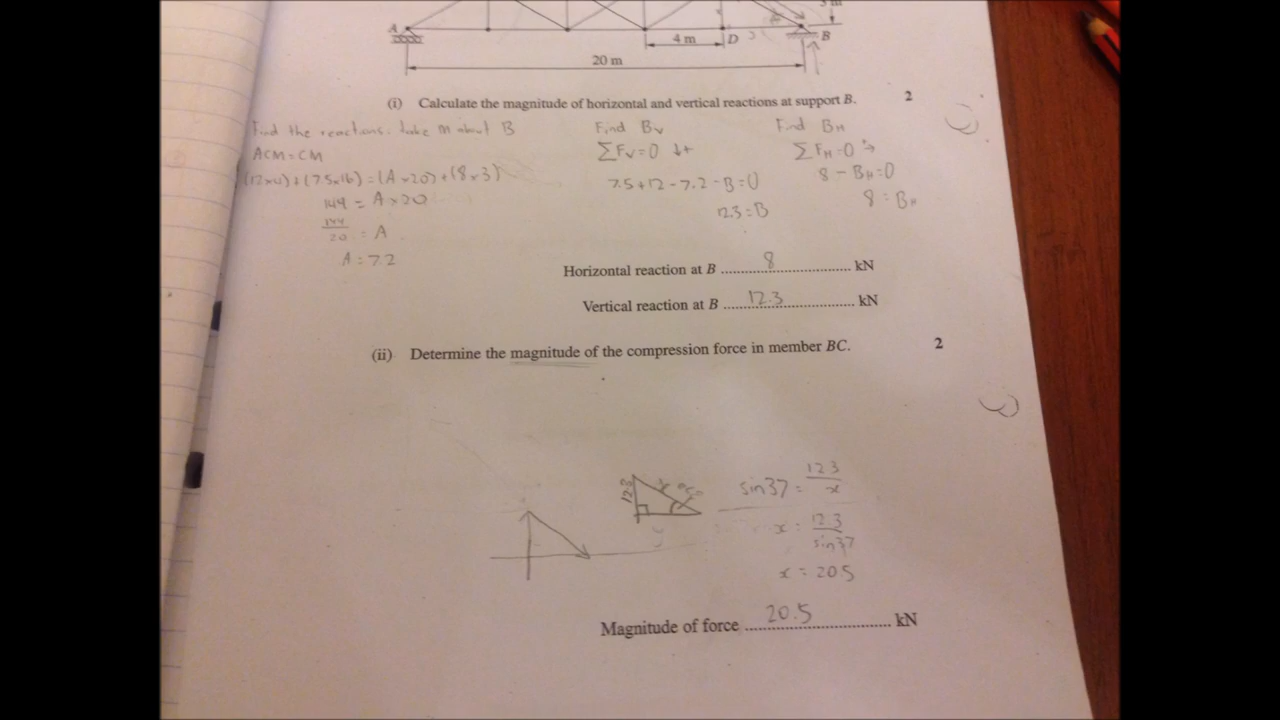 3 m
A
B
4 m
D
20 m
(i) Calculate the magnitude of horizontal and vertical reactions at support B. 2
Find the reactions: take M about B
ACM = CM
(12×4)+(7.5×16) = (A×20)+(8×3)
144 = A×20
144/20 = A
A = 7.2
Find Bv
ΣFv=0 ↓+
7.5+12-7.2-B=0
12.3=B
Find BH
ΣFH=0
8 - BH=0
8 = BH
Horizontal reaction at B ........ 8 ........ kN
Vertical reaction at B ........ 12.3 ........ kN
(ii) Determine the magnitude of the compression force in member BC. 2
12.3
x
sin37 = 12.3/x
x = 12.3/sin37
x = 20.5
Magnitude of force ........ 20.5 ........ kN